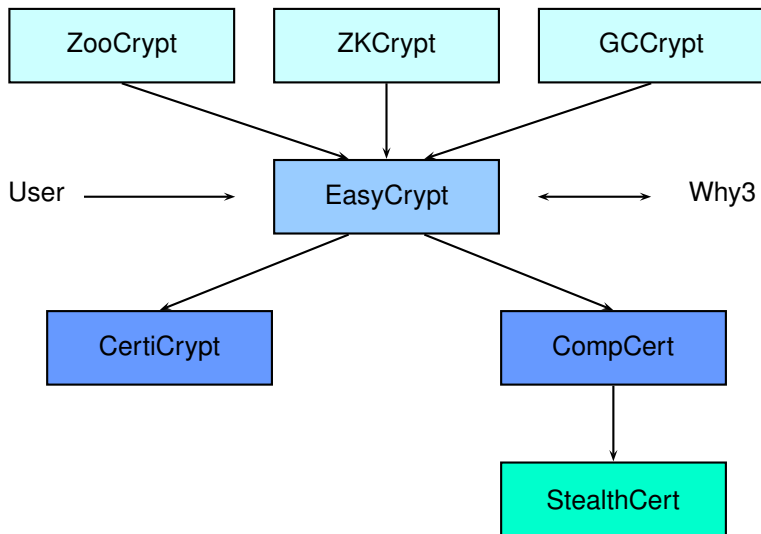 ZooCrypt
ZKCrypt
GCCrypt
User
EasyCrypt
Why3
CertiCrypt
CompCert
StealthCert